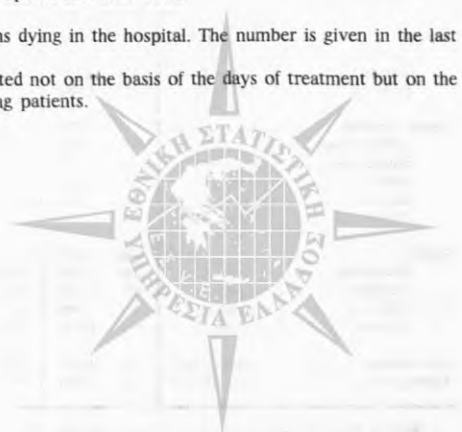 ns dying in the hospital. The number is given in the last
ted not on the basis of the days of treatment but on the
ng patients.
ΕΘΝΙΚΗ ΣΤΑΤΙΣΤΙΚΗ
ΥΠΗΡΕΣΙΑ ΕΛΛΑΔΟΣ